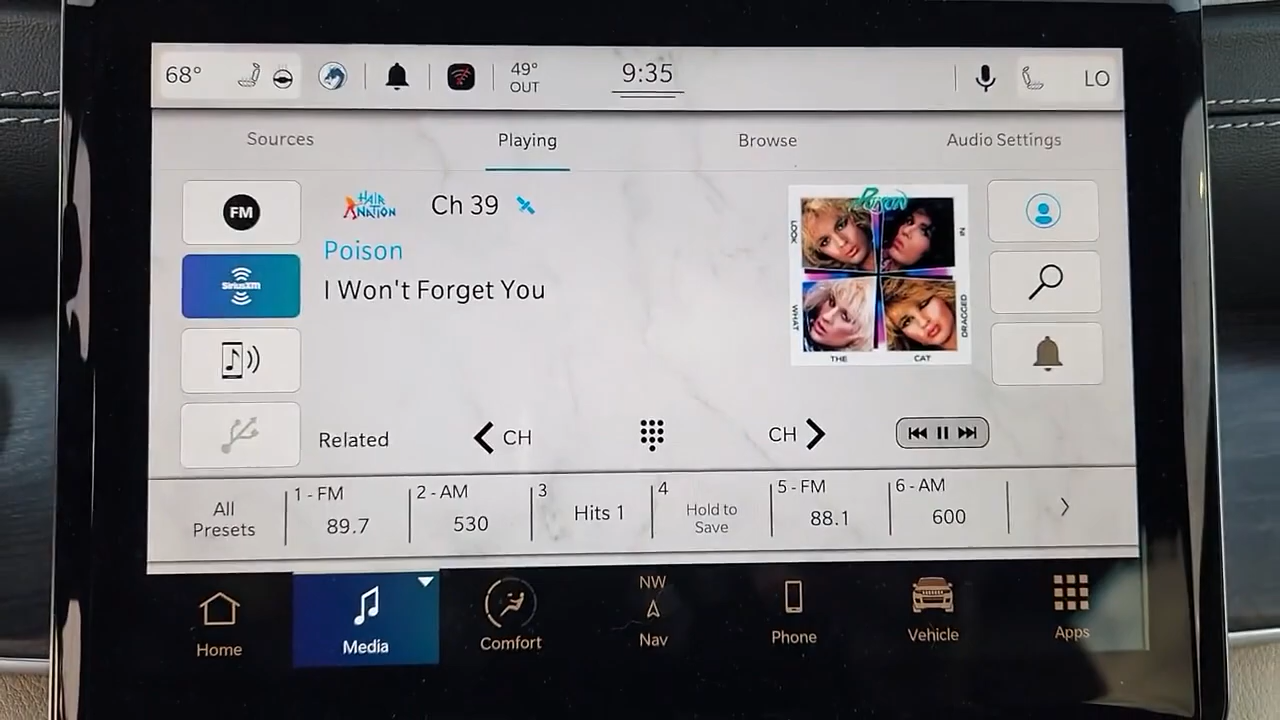 68°
49°
OUT
9:35
LO
Sources
Playing
Browse
Audio Settings
FM
HAIR
NATION
Ch 39
SiriusXM
Poison
I Won't Forget You
POISON
LOOK
WHAT
THE
CAT
DRAGGED
IN
Related
CH
CH
All
Presets
1 - FM
89.7
2 - AM
530
3
Hits 1
4
Hold to
Save
5 - FM
88.1
6 - AM
600
Home
Media
Comfort
NW
Nav
Phone
Vehicle
Apps